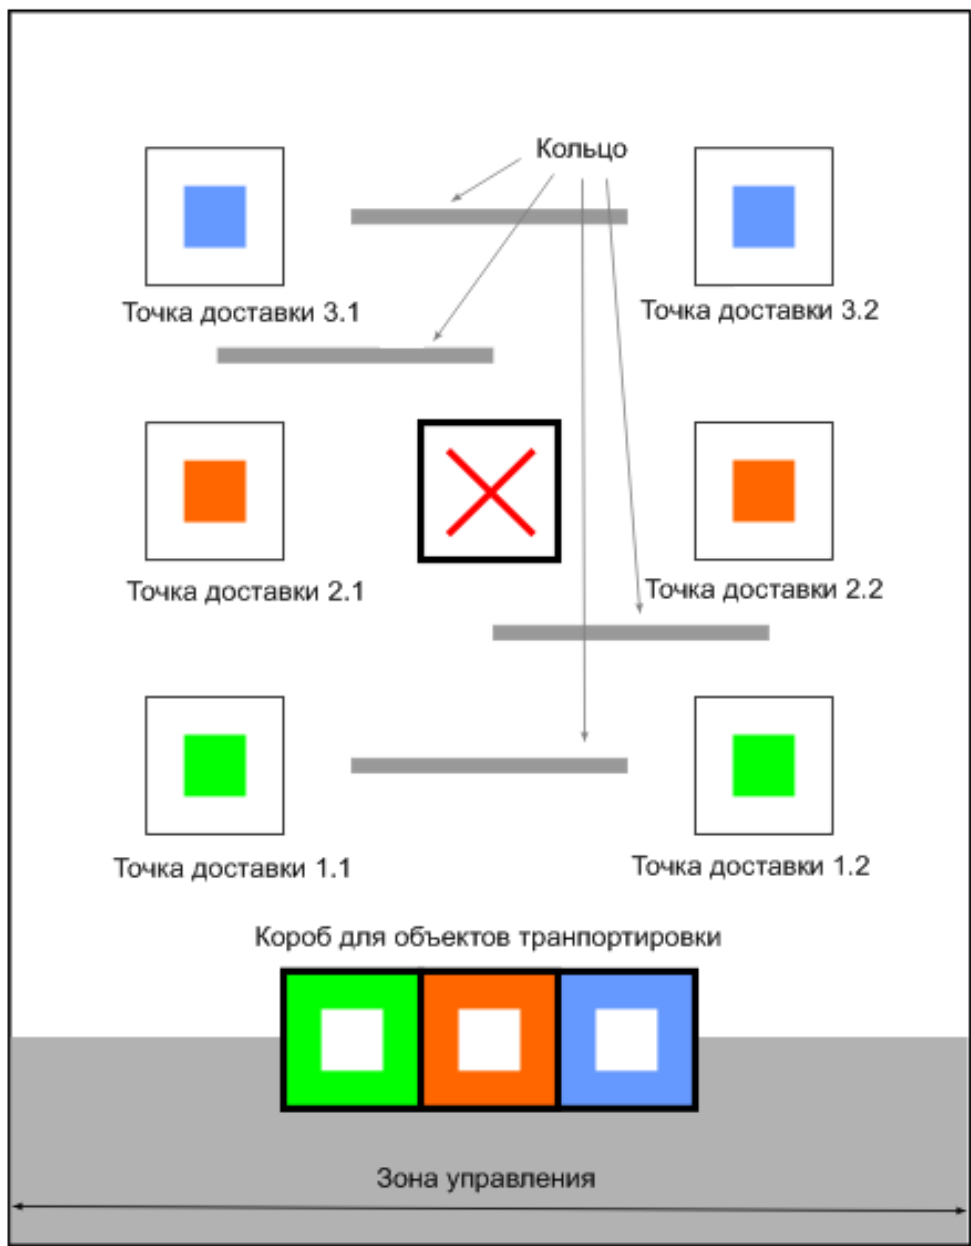 Кольцо
Точка доставки 3.1
Точка доставки 3.2
Точка доставки 2.1
Точка доставки 2.2
Точка доставки 1.1
Точка доставки 1.2
Короб для объектов транпортировки
Зона управления